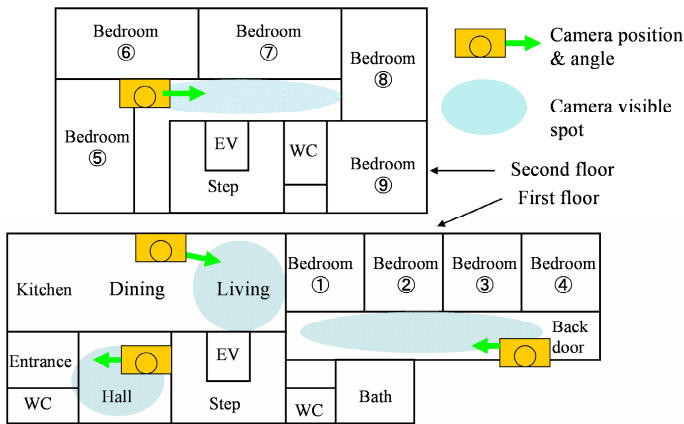 Bedroom
⑥
Bedroom
⑦
Bedroom
⑧
Camera position
& angle
Camera visible
spot
Bedroom
⑤
EV
WC
Step
Bedroom
⑨
Second floor
First floor
Kitchen
Dining
Living
Bedroom
①
Bedroom
②
Bedroom
③
Bedroom
④
Back
door
Entrance
EV
WC
Hall
Step
WC
Bath